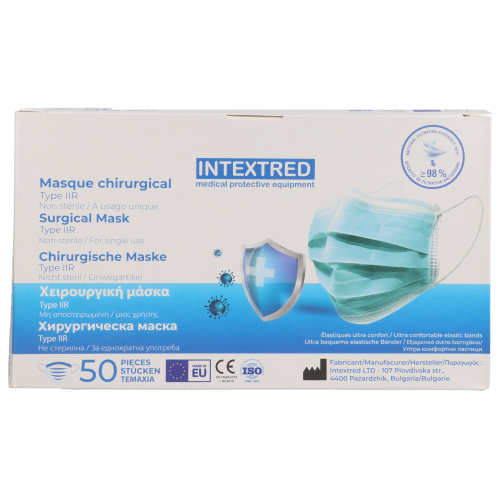 INTEXTRED
medical protective equipment
≥98 %
Masque chirurgical
Type IIR
Non stérile / À usage unique
Surgical Mask
Type IIR
Non-sterile / For single use
Chirurgische Maske
Type IIR
Nicht steril / Einwegartikel
Χειρουργική μάσκα
Type IIR
Μη αποστειρωμένη / μιας χρήσης
Хирургическа маска
Type IIR
Не стерилна / За еднократна употреба
Élastiques ultra confort / Ultra confortable elastic bands
Ultra bequeme elastische Bänder / Εξαιρετικά άνετα λαστιχάκια /
Ултра комфортни ластици
50 PIECES
STÜCKEN
ΤΕΜΑΧΙΑ
MADE IN
EU
CE
ISO
Fabricant/Manufacturer/Hersteller/Παραγωγός:
Intextred LTD - 107 Plovdivska str.,
4400 Pazardzhik, Bulgaria/Bulgarie